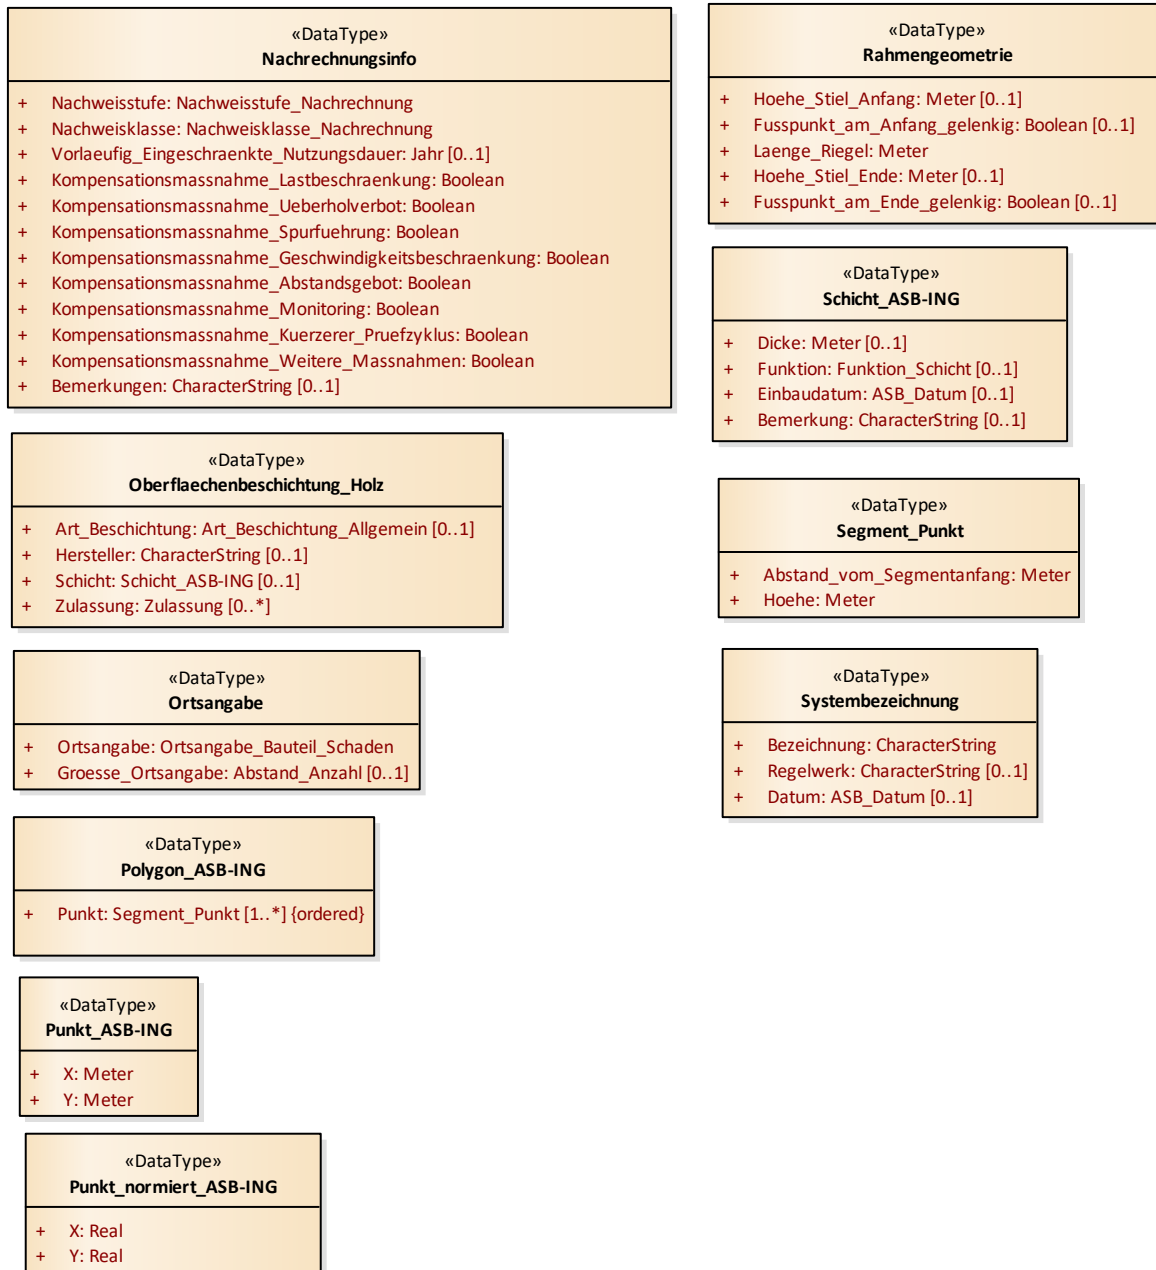 «DataType»
Nachrechnungsinfo
+ Nachweisstufe: Nachweisstufe_Nachrechnung
+ Nachweisklasse: Nachweisklasse_Nachrechnung
+ Vorlaeufig_Eingeschraenkte_Nutzungsdauer: Jahr [0..1]
+ Kompensationsmassnahme_Lastbeschraenkung: Boolean
+ Kompensationsmassnahme_Ueberholverbot: Boolean
+ Kompensationsmassnahme_Spurfuehrung: Boolean
+ Kompensationsmassnahme_Geschwindigkeitsbeschraenkung: Boolean
+ Kompensationsmassnahme_Abstandsgebot: Boolean
+ Kompensationsmassnahme_Monitoring: Boolean
+ Kompensationsmassnahme_Kuerzerer_Pruefzyklus: Boolean
+ Kompensationsmassnahme_Weitere_Massnahmen: Boolean
+ Bemerkungen: CharacterString [0..1]
«DataType»
Oberflaechenbeschichtung_Holz
+ Art_Beschichtung: Art_Beschichtung_Allgemein [0..1]
+ Hersteller: CharacterString [0..1]
+ Schicht: Schicht_ASB-ING [0..1]
+ Zulassung: Zulassung [0..*]
«DataType»
Ortsangabe
+ Ortsangabe: Ortsangabe_Bauteil_Schaden
+ Groesse_Ortsangabe: Abstand_Anzahl [0..1]
«DataType»
Polygon_ASB-ING
+ Punkt: Segment_Punkt [1..*] {ordered}
«DataType»
Punkt_ASB-ING
+ X: Meter
+ Y: Meter
«DataType»
Punkt_normiert_ASB-ING
+ X: Real
+ Y: Real
«DataType»
Rahmengeometrie
+ Hoehe_Stiel_Anfang: Meter [0..1]
+ Fusspunkt_am_Anfang_gelenkig: Boolean [0..1]
+ Laenge_Riegel: Meter
+ Hoehe_Stiel_Ende: Meter [0..1]
+ Fusspunkt_am_Ende_gelenkig: Boolean [0..1]
«DataType»
Schicht_ASB-ING
+ Dicke: Meter [0..1]
+ Funktion: Funktion_Schicht [0..1]
+ Einbaudatum: ASB_Datum [0..1]
+ Bemerkung: CharacterString [0..1]
«DataType»
Segment_Punkt
+ Abstand_vom_Segmentanfang: Meter
+ Hoehe: Meter
«DataType»
Systembezeichnung
+ Bezeichnung: CharacterString
+ Regelwerk: CharacterString [0..1]
+ Datum: ASB_Datum [0..1]